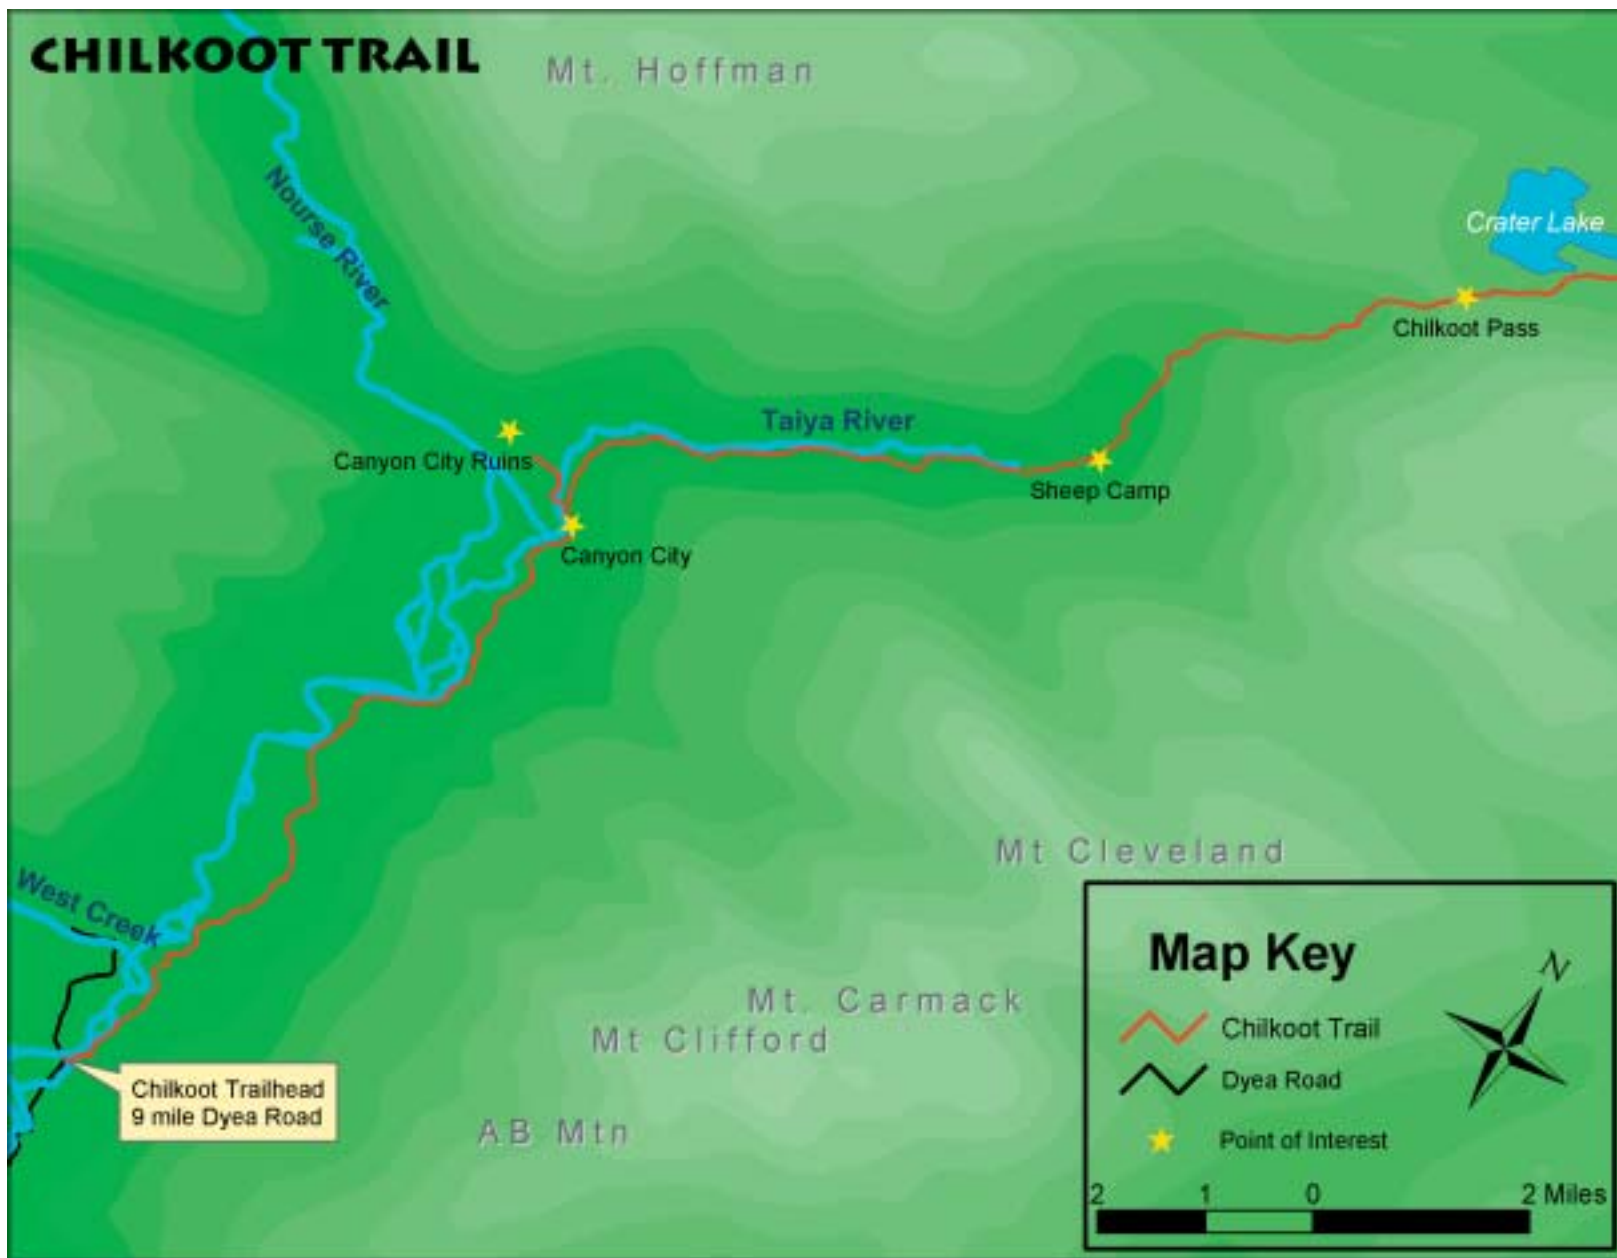 CHILKOOT TRAIL
Mt. Hoffman
Nourse River
Crater Lake
Chilkoot Pass
Taiya River
Canyon City Ruins
Sheep Camp
Canyon City
Mt Cleveland
West Creek
Mt. Carmack
Mt Clifford
Chilkoot Trailhead
9 mile Dyea Road
AB Mtn
Map Key
N
Chilkoot Trail
Dyea Road
Point of Interest
2 1 0 2 Miles